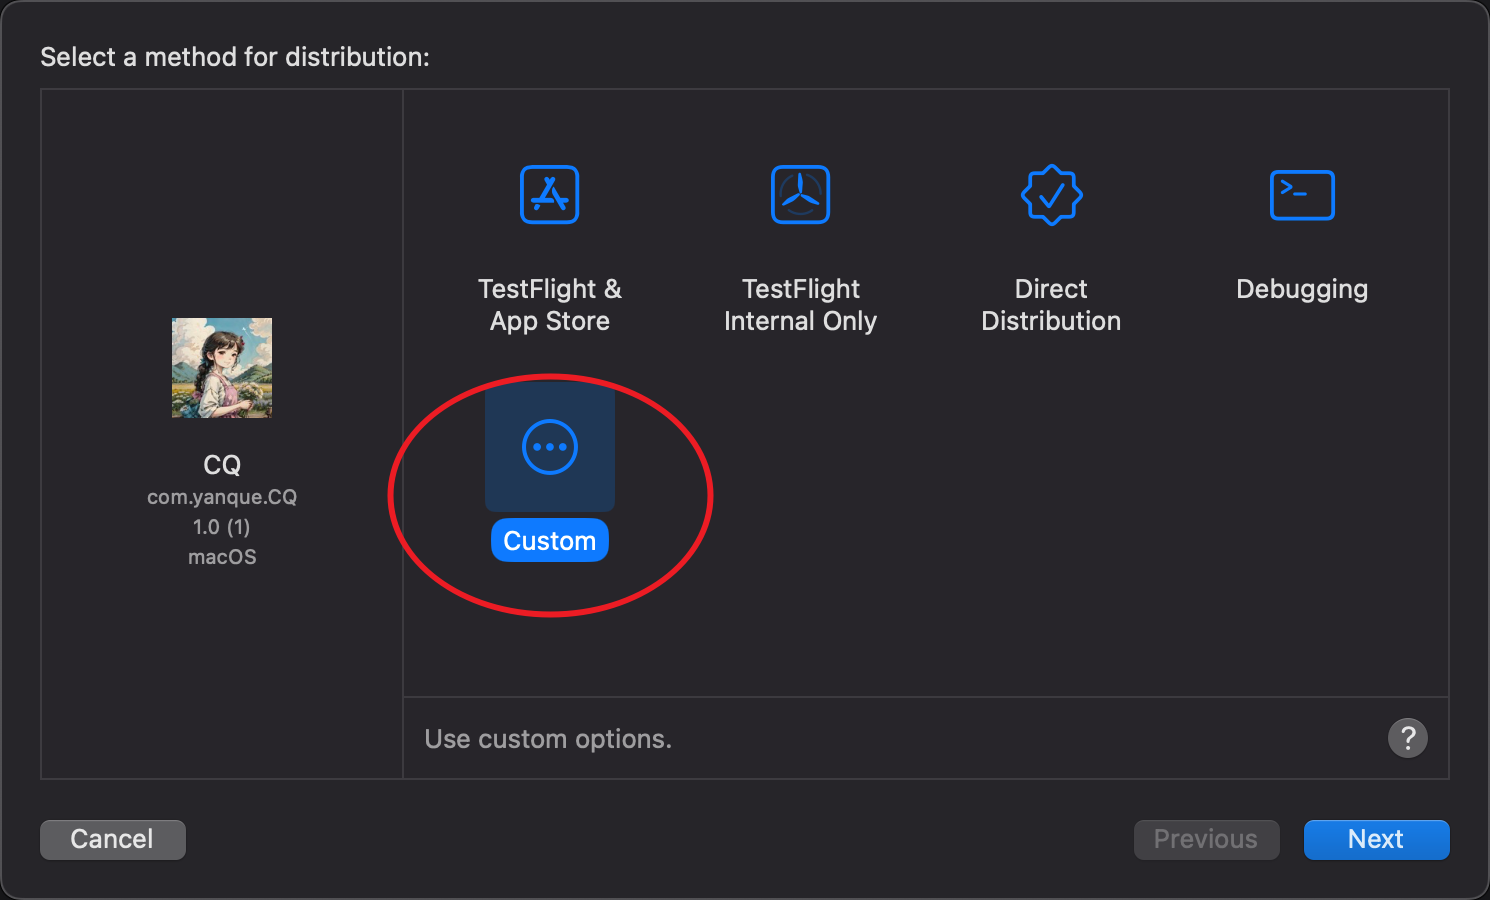 Select a method for distribution:
CQ
com.yanque.CQ
1.0 (1)
macOS
TestFlight &
App Store
TestFlight
Internal Only
Direct
Distribution
Debugging
Custom
Use custom options.
?
Cancel
Previous
Next